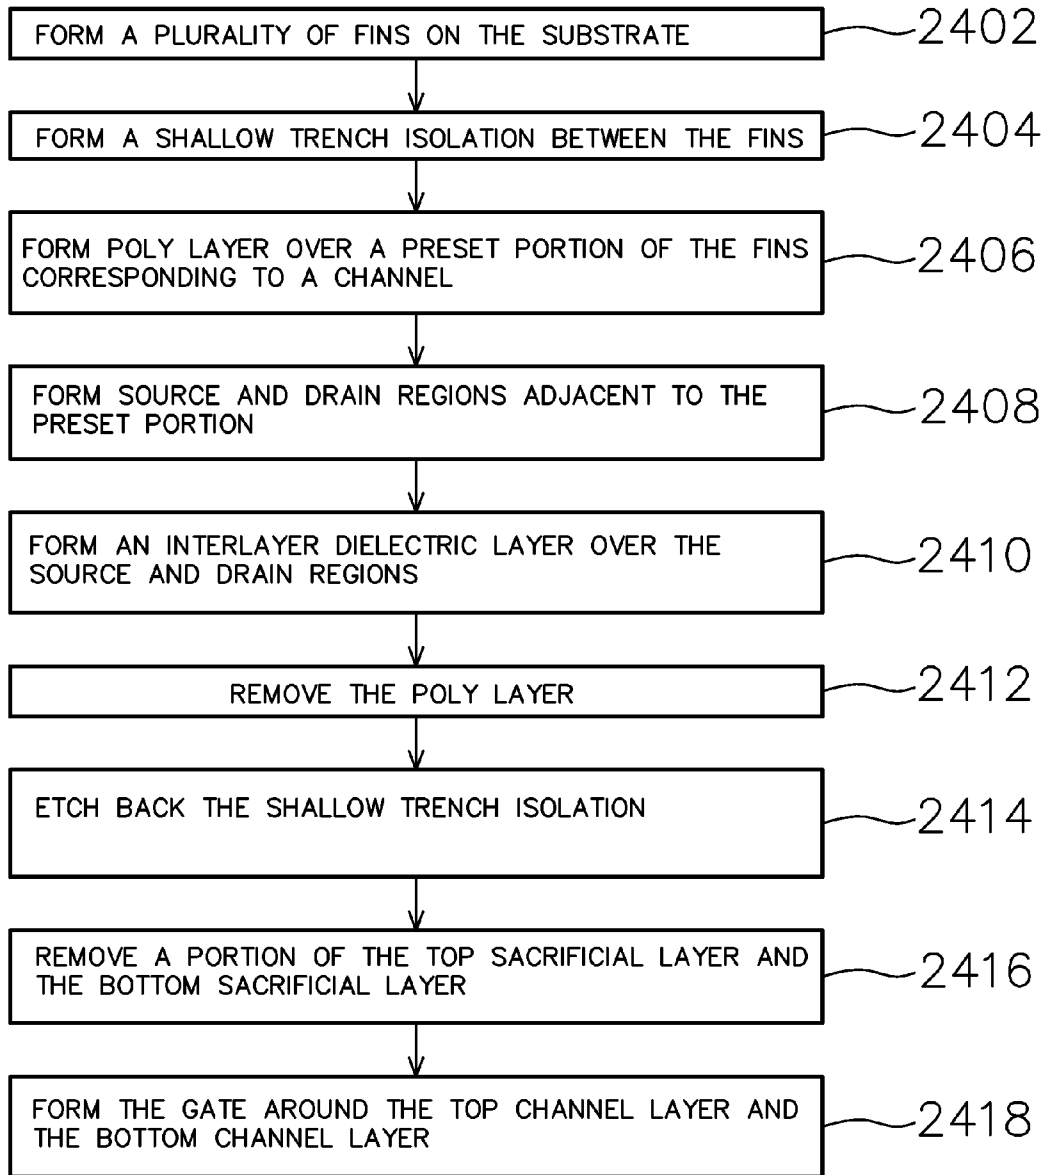 FORM A PLURALITY OF FINS ON THE SUBSTRATE
2402
FORM A SHALLOW TRENCH ISOLATION BETWEEN THE FINS
2404
FORM POLY LAYER OVER A PRESET PORTION OF THE FINS
CORRESPONDING TO A CHANNEL
2406
FORM SOURCE AND DRAIN REGIONS ADJACENT TO THE
PRESET PORTION
2408
FORM AN INTERLAYER DIELECTRIC LAYER OVER THE
SOURCE AND DRAIN REGIONS
2410
REMOVE THE POLY LAYER
2412
ETCH BACK THE SHALLOW TRENCH ISOLATION
2414
REMOVE A PORTION OF THE TOP SACRIFICIAL LAYER AND
THE BOTTOM SACRIFICIAL LAYER
2416
FORM THE GATE AROUND THE TOP CHANNEL LAYER AND
THE BOTTOM CHANNEL LAYER
2418